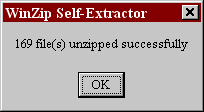 WinZip Self-Extractor
169 file(s) unzipped successfully
OK